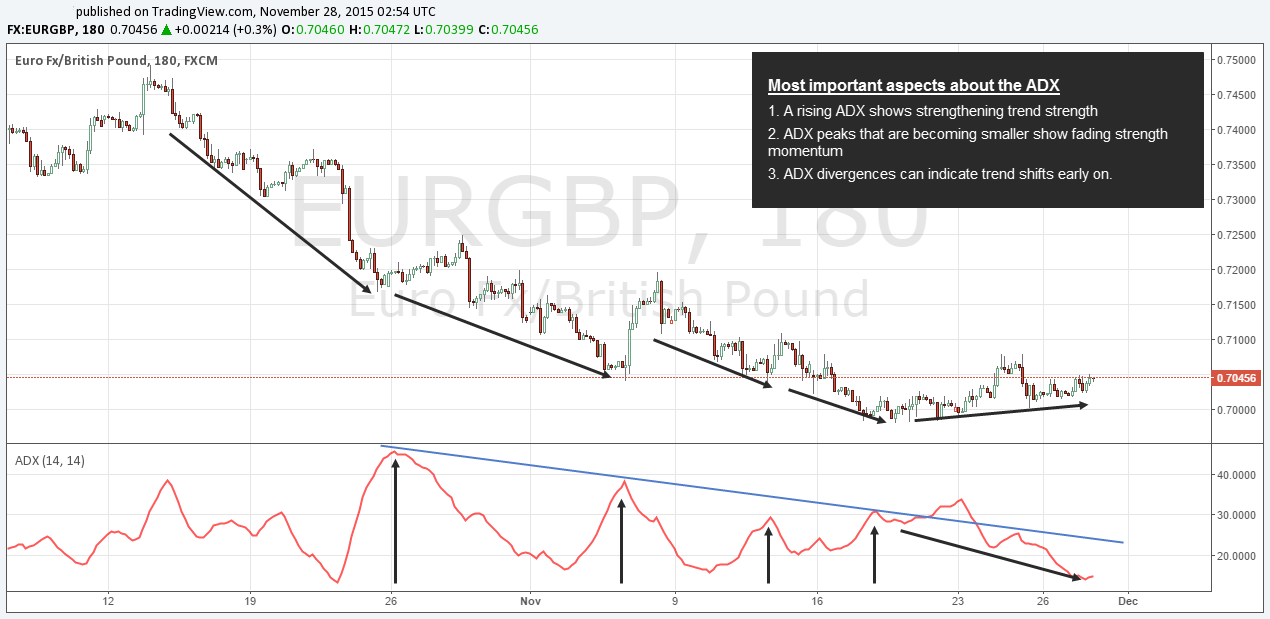 published on TradingView.com, November 28, 2015 02:54 UTC
FX:EURGBP, 180 0.70456 ▲ +0.00214 (+0.3%) O:0.70460 H:0.70472 L:0.70399 C:0.70456
Euro Fx/British Pound, 180, FXCM
Most important aspects about the ADX
1. A rising ADX shows strengthening trend strength
2. ADX peaks that are becoming smaller show fading strength
momentum
3. ADX divergences can indicate trend shifts early on.
EURGBP, 180
Euro Fx/British Pound
0.75000
0.74500
0.74000
0.73500
0.73000
0.72500
0.72000
0.71500
0.71000
0.70456
0.70000
ADX (14, 14)
40.0000
30.0000
20.0000
12 19 26 Nov 9 16 23 26 Dec